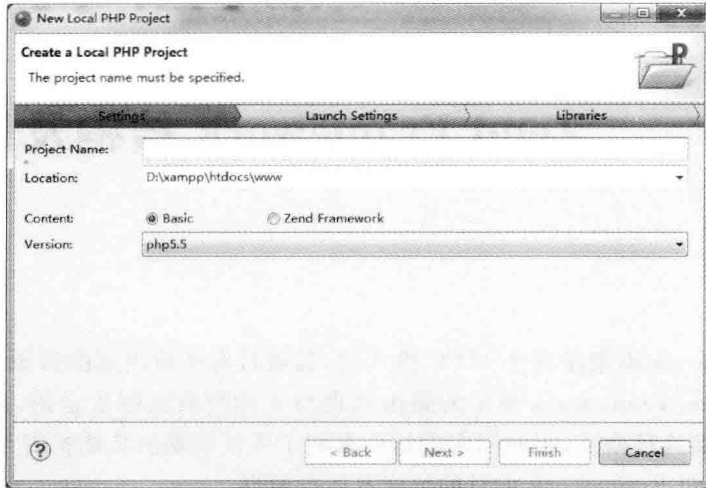 New Local PHP Project
Create a Local PHP Project
The project name must be specified.
Settings Launch Settings Libraries
Project Name:
Location: D:\xampp\htdocs\www
Content: Basic Zend Framework
Version: php5.5
? < Back Next > Finish Cancel